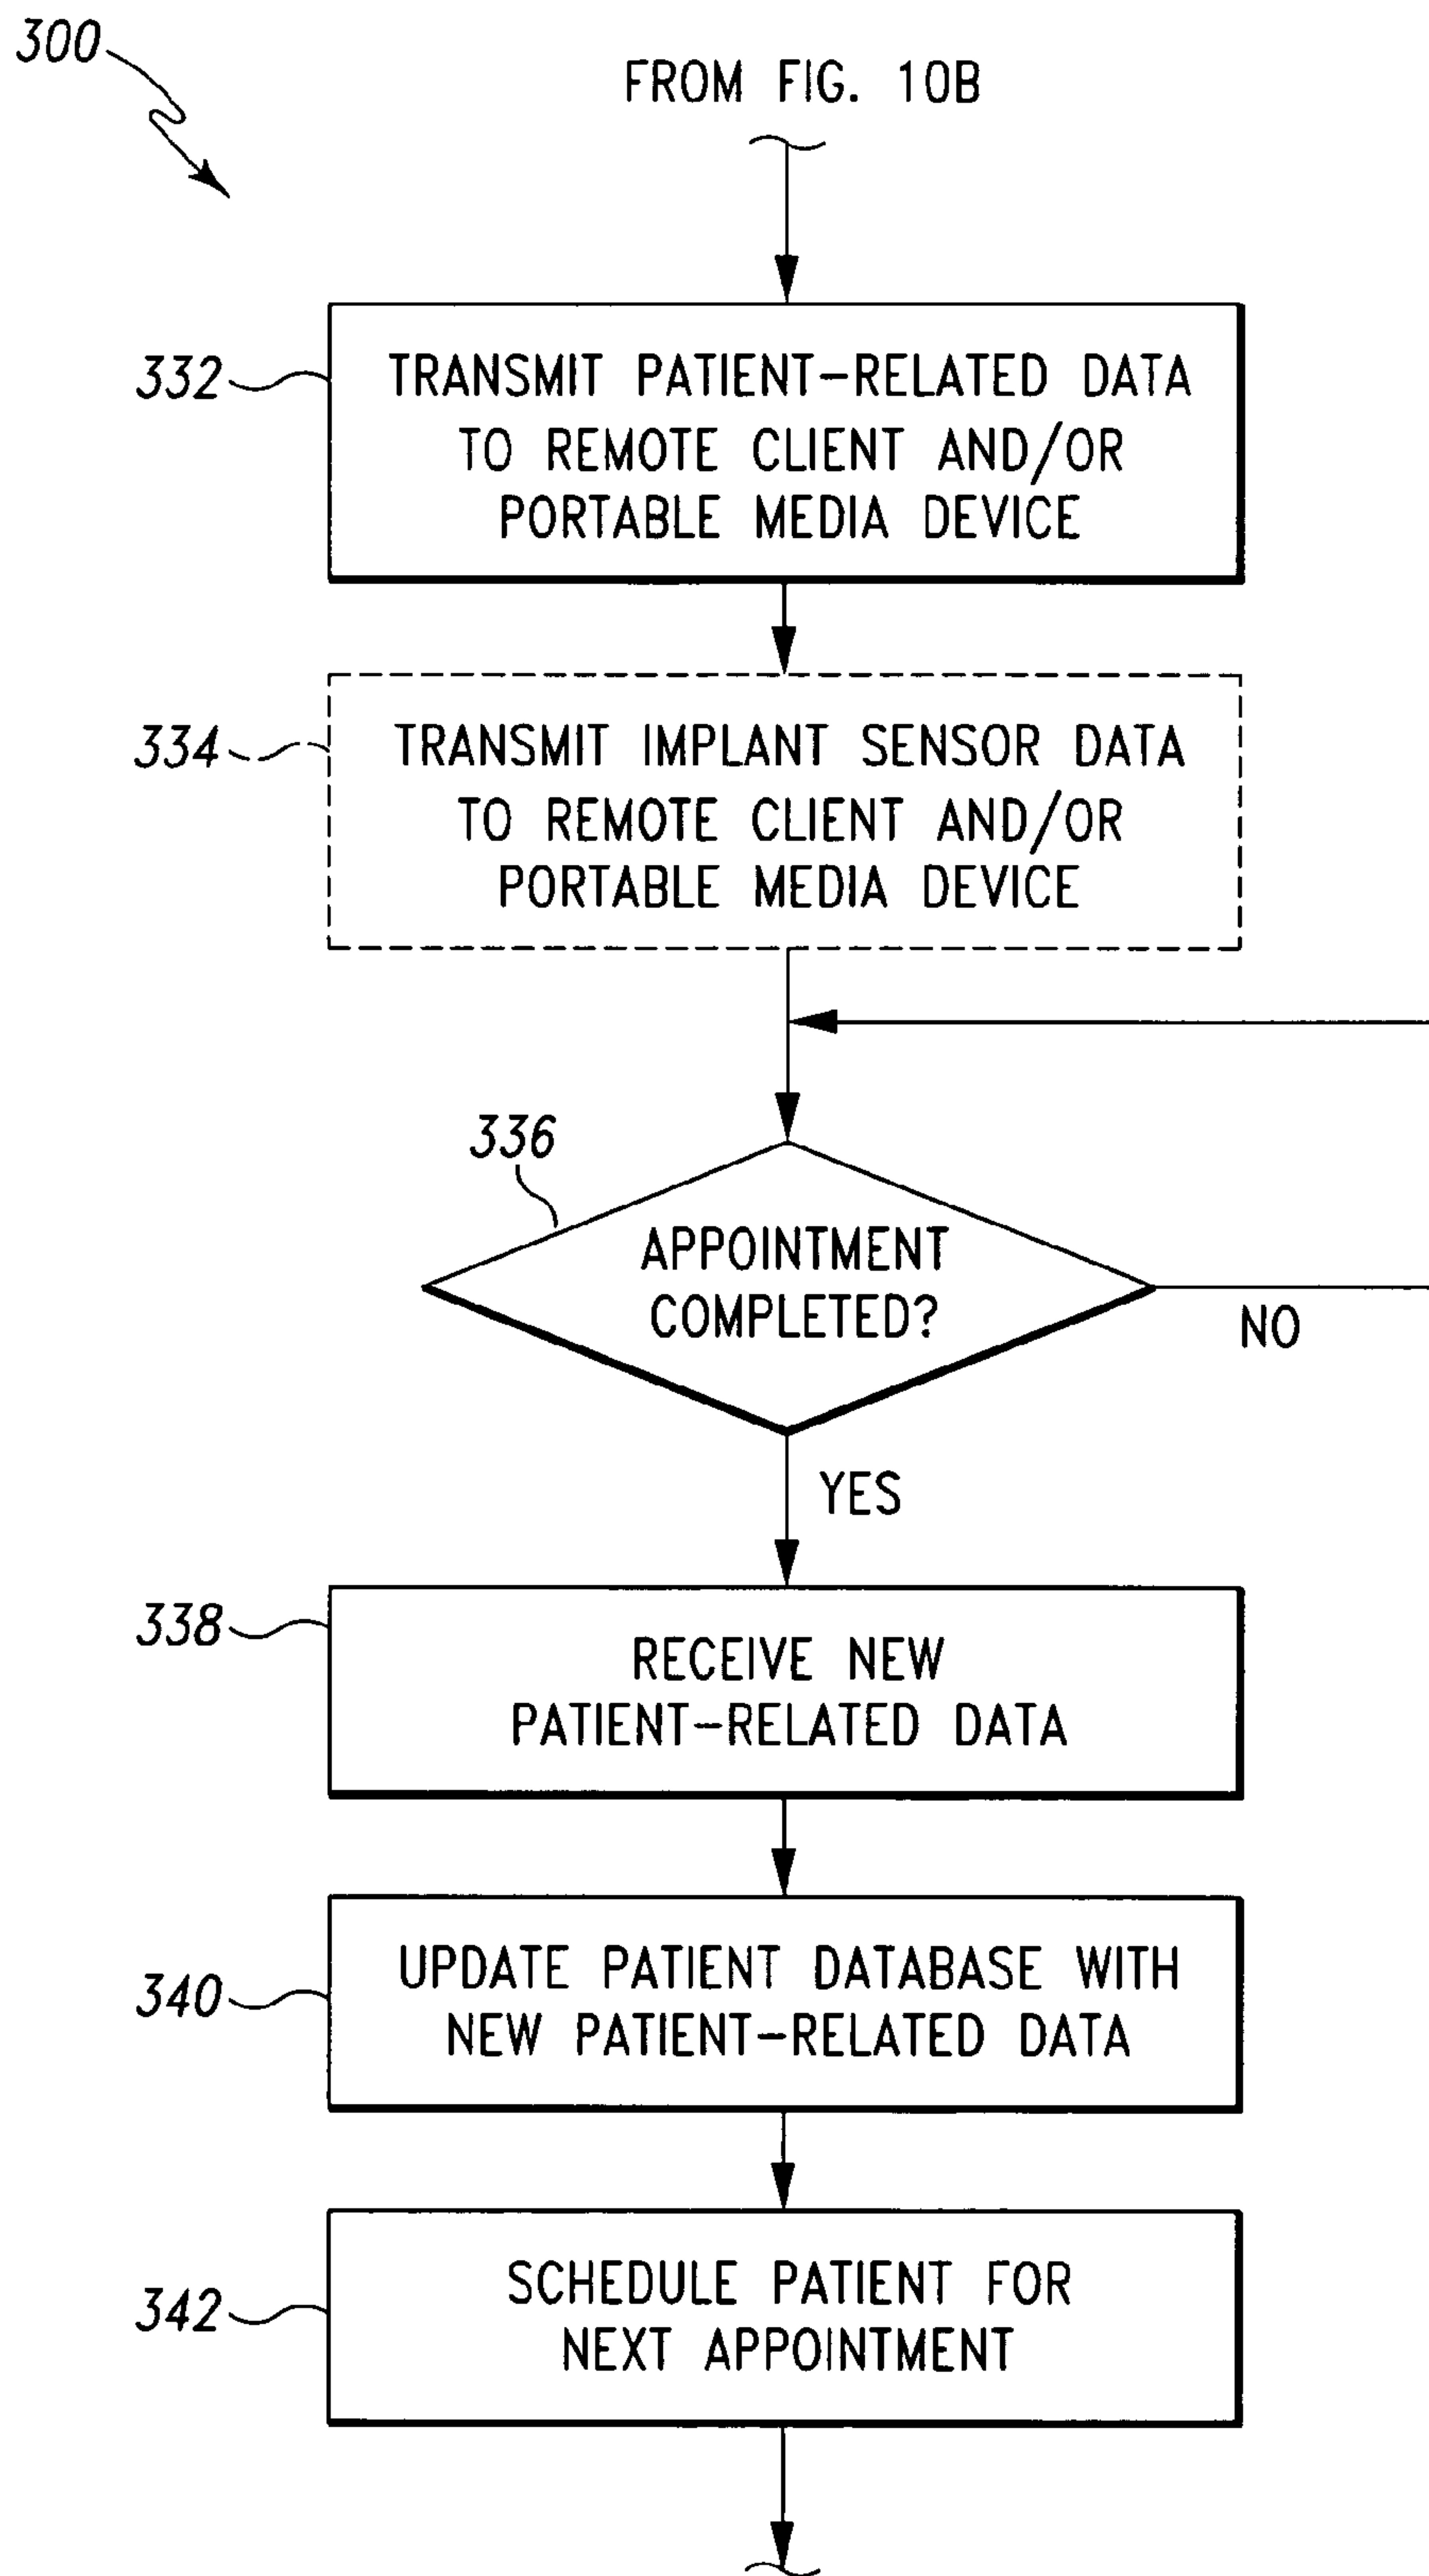 300
FROM FIG. 10B
332
TRANSMIT PATIENT-RELATED DATA
TO REMOTE CLIENT AND/OR
PORTABLE MEDIA DEVICE
334
TRANSMIT IMPLANT SENSOR DATA
TO REMOTE CLIENT AND/OR
PORTABLE MEDIA DEVICE
336
APPOINTMENT
COMPLETED?
NO
YES
338
RECEIVE NEW
PATIENT-RELATED DATA
340
UPDATE PATIENT DATABASE WITH
NEW PATIENT-RELATED DATA
342
SCHEDULE PATIENT FOR
NEXT APPOINTMENT